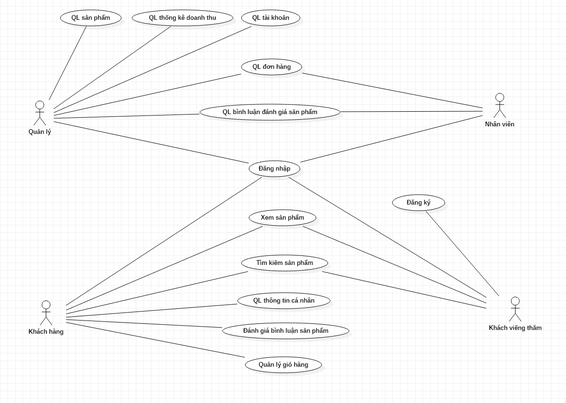 QL sản phẩm
QL thống kê doanh thu
QL tài khoản
QL đơn hàng
QL bình luận đánh giá sản phẩm
Quản lý
Nhân viên
Đăng nhập
Đăng ký
Xem sản phẩm
Tìm kiếm sản phẩm
QL thông tin cá nhân
Khách hàng
Khách viếng thăm
Đánh giá bình luận sản phẩm
Quản lý giỏ hàng